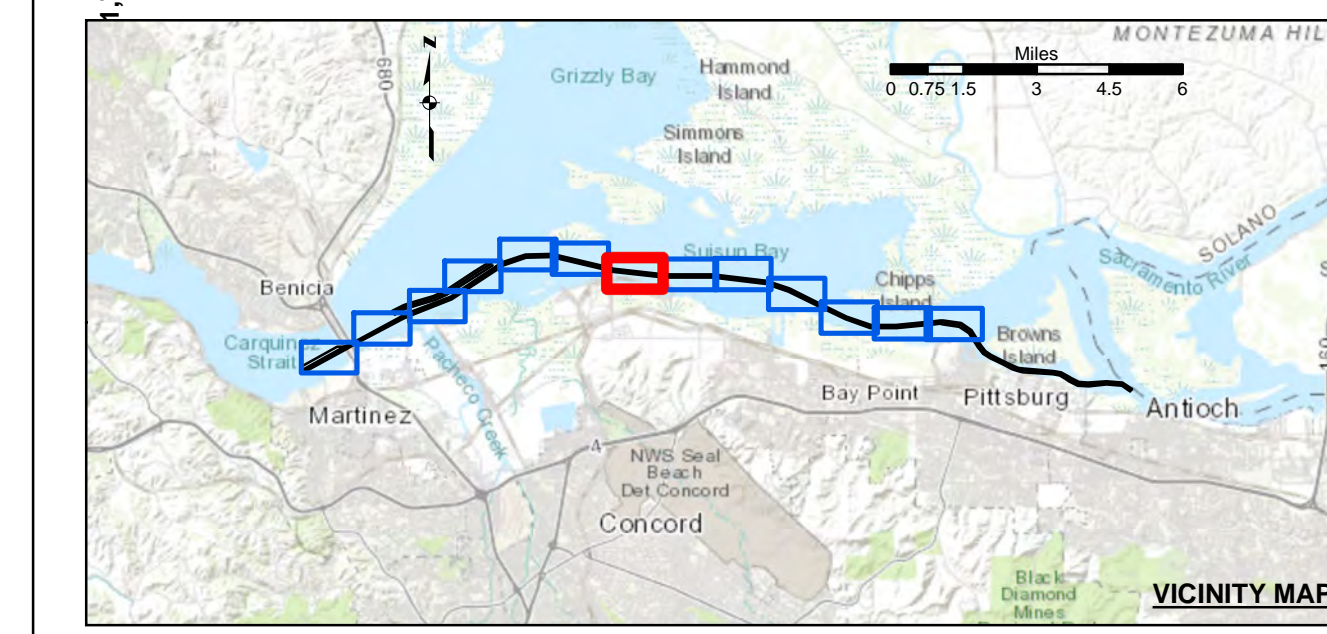 MONTEZUMA HIL
N
Miles
0 0.75 1.5 3 4.5 6
680
Grizzly Bay
Hammond
Island
Simmons
Island
SOLANO
Sacramento River
Suisun Bay
Benicia
Chipps
Island
Carquinez
Strait
Browns
Island
Pacheco Creek
Bay Point
Pittsburg
Antioch
Martinez
160
4
NWS Seal
Beach
Det Concord
Concord
Black
Diamond
Mines
VICINITY MAP